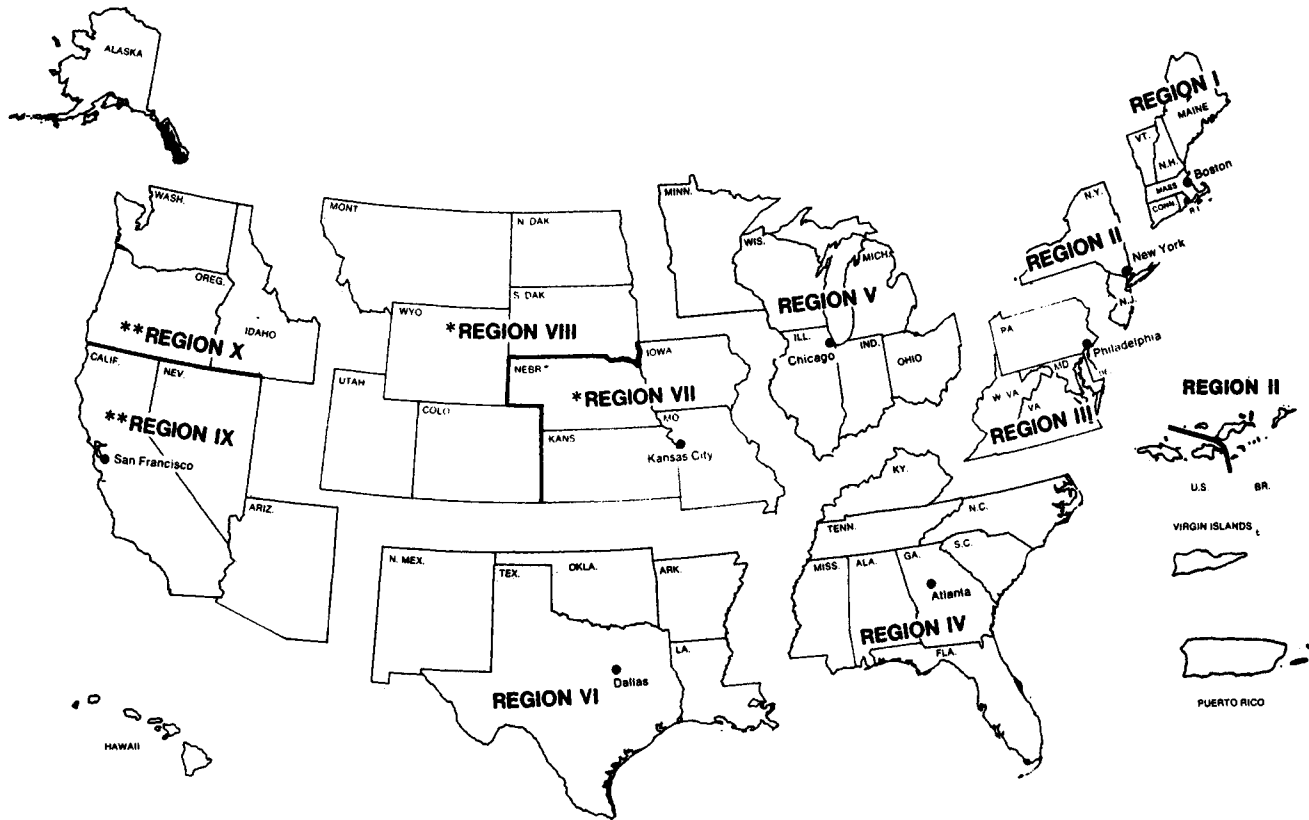 ALASKA
REGION I
MAINE
VT.
N.H.
MASS
Boston
CONN
R I
WASH.
MONT
N DAK
MINN.
N.Y.
WIS.
MICH.
REGION II
New York
OREG.
S. DAK
N.J.
REGION V
WYO
**REGION X
IDAHO
*REGION VIII
PA
ILL.
IND.
IOWA
OHIO
Chicago
Philadelphia
CALIF.
NEV.
NEBR*
MD
UTAH
REGION II
W VA
VA
*REGION VII
COLO
MO
**REGION IX
REGION III
KANS
Kansas City
San Francisco
KY.
U.S.
BR.
ARIZ.
N.C.
TENN.
VIRGIN ISLANDS
S.C.
N. MEX.
OKLA.
ARK.
MISS.
ALA.
GA.
TEX.
Atlanta
REGION IV
LA.
FLA.
Dallas
REGION VI
PUERTO RICO
HAWAII